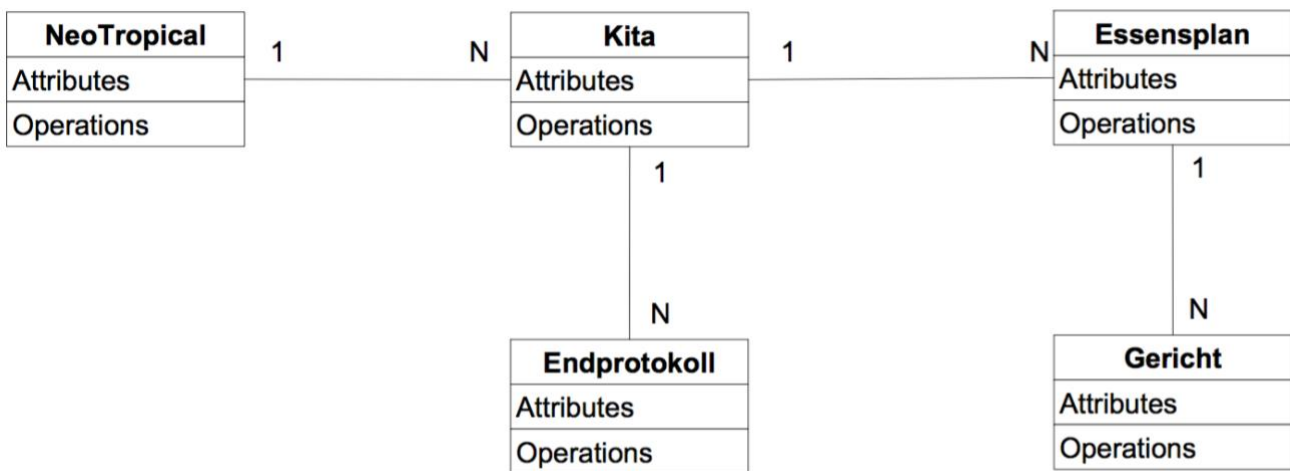 NeoTropical
Attributes
Operations
1
N
Kita
Attributes
Operations
1
N
Essensplan
Attributes
Operations
1
N
Endprotokoll
Attributes
Operations
1
N
Gericht
Attributes
Operations